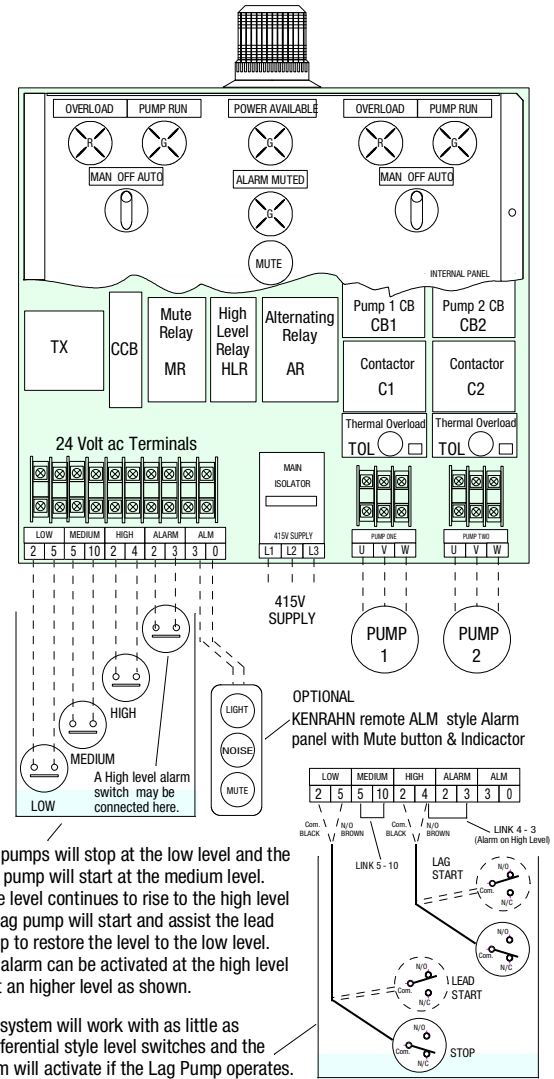 OVERLOAD PUMP RUN POWER AVAILABLE OVERLOAD PUMP RUN
R G G R G
MAN OFF AUTO ALARM MUTED MAN OFF AUTO
G
MUTE
INTERNAL PANEL
TX
CCB
Mute
Relay
MR
High
Level
Relay
HLR
Alternating
Relay
AR
Pump 1 CB
CB1
Pump 2 CB
CB2
Contactor
C1
Contactor
C2
Thermal Overload
TOL
Thermal Overload
TOL
24 Volt ac Terminals
MAIN
ISOLATOR
LOW MEDIUM HIGH ALARM ALM
2 5 5 10 2 4 2 3 3 0
415V SUPPLY
L1 L2 L3
PUMP ONE
U V W
PUMP TWO
U V W
415V
SUPPLY
PUMP
1
PUMP
2
HIGH
MEDIUM
LOW
A High level alarm
switch may be
connected here.
LIGHT
NOISE
MUTE
OPTIONAL
KENRAHN remote ALM style Alarm
panel with Mute button & Indicactor
LOW MEDIUM HIGH ALARM ALM
2 5 5 10 2 4 2 3 3 0
Com. N/O
BLACK BROWN
LINK 5 - 10
Com. N/O
BLACK BROWN
LINK 4 - 3
(Alarm on High Level)
LAG
START
N/O
Com.
N/C
N/O
Com.
N/C
N/O
Com.
N/C
LEAD
START
N/O
Com.
N/C
STOP
pumps will stop at the low level and the
pump will start at the medium level.
e level continues to rise to the high level
ag pump will start and assist the lead
p to restore the level to the low level.
alarm can be activated at the high level
t an higher level as shown.
system will work with as little as
ferential style level switches and the
m will activate if the Lag Pump operates.